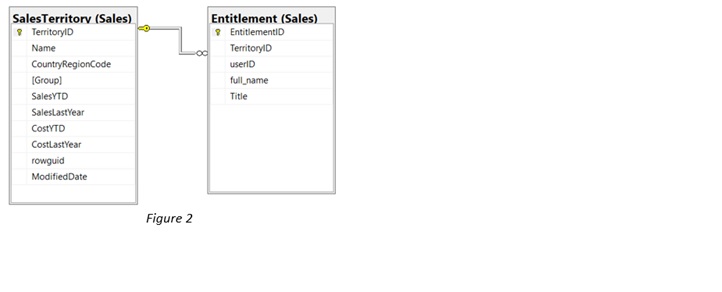 SalesTerritory (Sales)
TerritoryID
Name
CountryRegionCode
[Group]
SalesYTD
SalesLastYear
CostYTD
CostLastYear
rowguid
ModifiedDate
Entitlement (Sales)
EntitlementID
TerritoryID
userID
full_name
Title
Figure 2